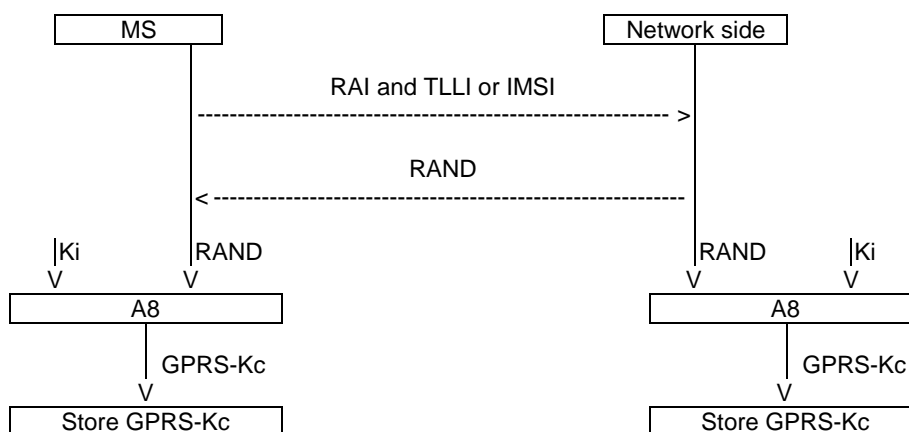 MS Network side
RAI and TLLI or IMSI
----------------------------------------------------------- >
RAND
< -----------------------------------------------------------
Ki RAND RAND Ki
V V V V
A8 A8
GPRS-Kc GPRS-Kc
V V
Store GPRS-Kc Store GPRS-Kc